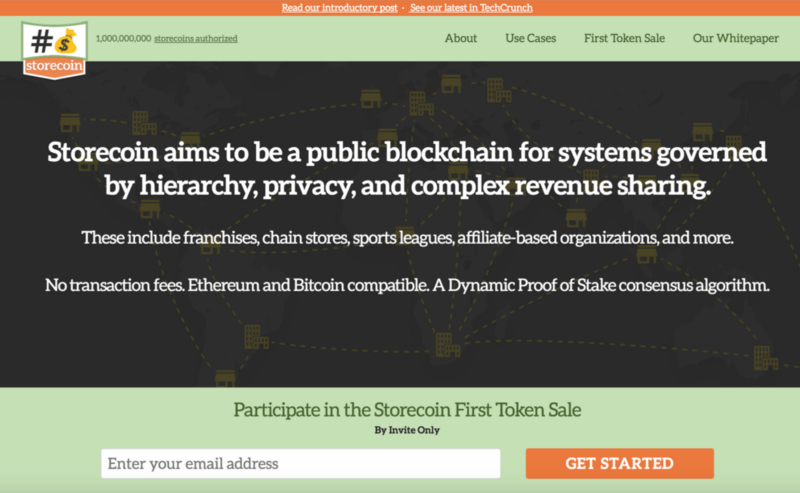 Read our introductory post - See our latest in TechCrunch
#
$
storecoin
1,000,000,000 storecoins authorized
About Use Cases First Token Sale Our Whitepaper
Storecoin aims to be a public blockchain for systems governed
by hierarchy, privacy, and complex revenue sharing.
These include franchises, chain stores, sports leagues, affiliate-based organizations, and more.
No transaction fees. Ethereum and Bitcoin compatible. A Dynamic Proof of Stake consensus algorithm.
Participate in the Storecoin First Token Sale
By Invite Only
Enter your email address GET STARTED